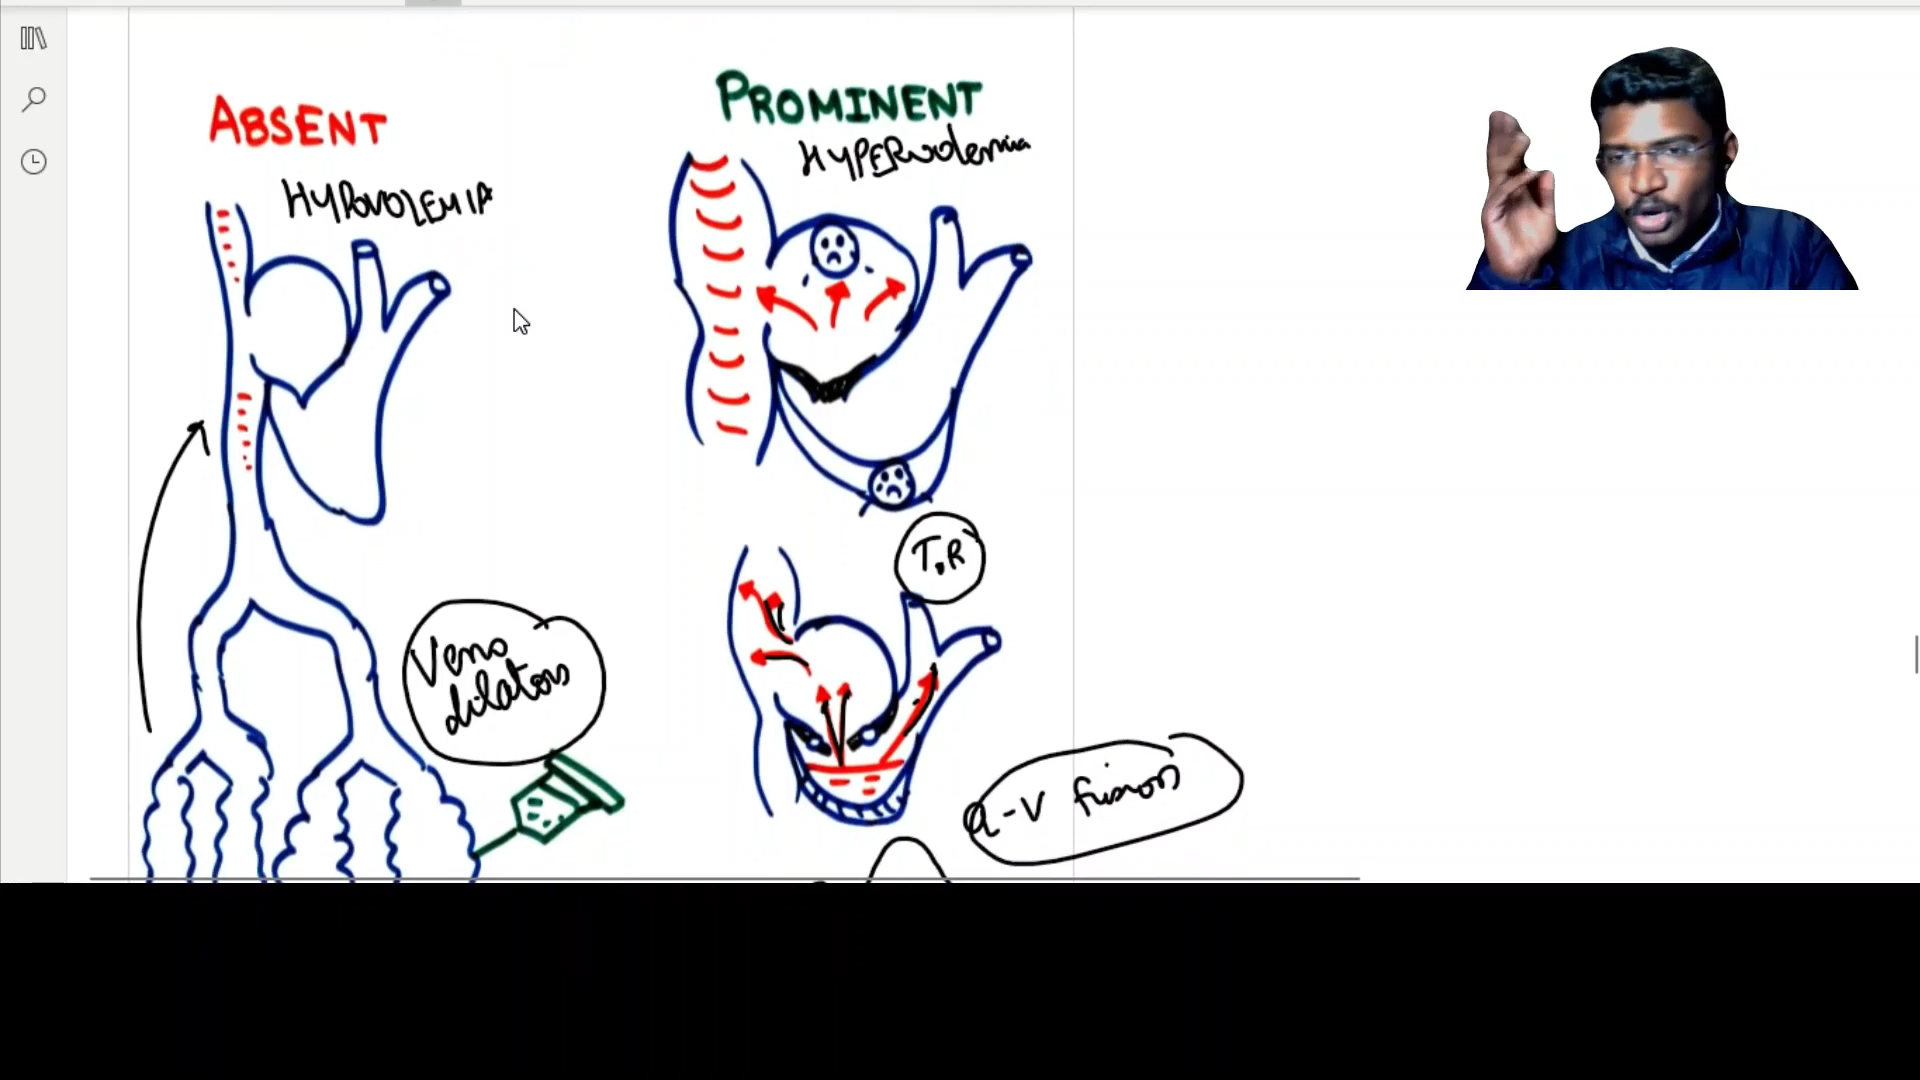 ABSENT
HYPOVOLEMIA
PROMINENT
HYPERvolemia
T.R
Veno
dilators
a-v fusion